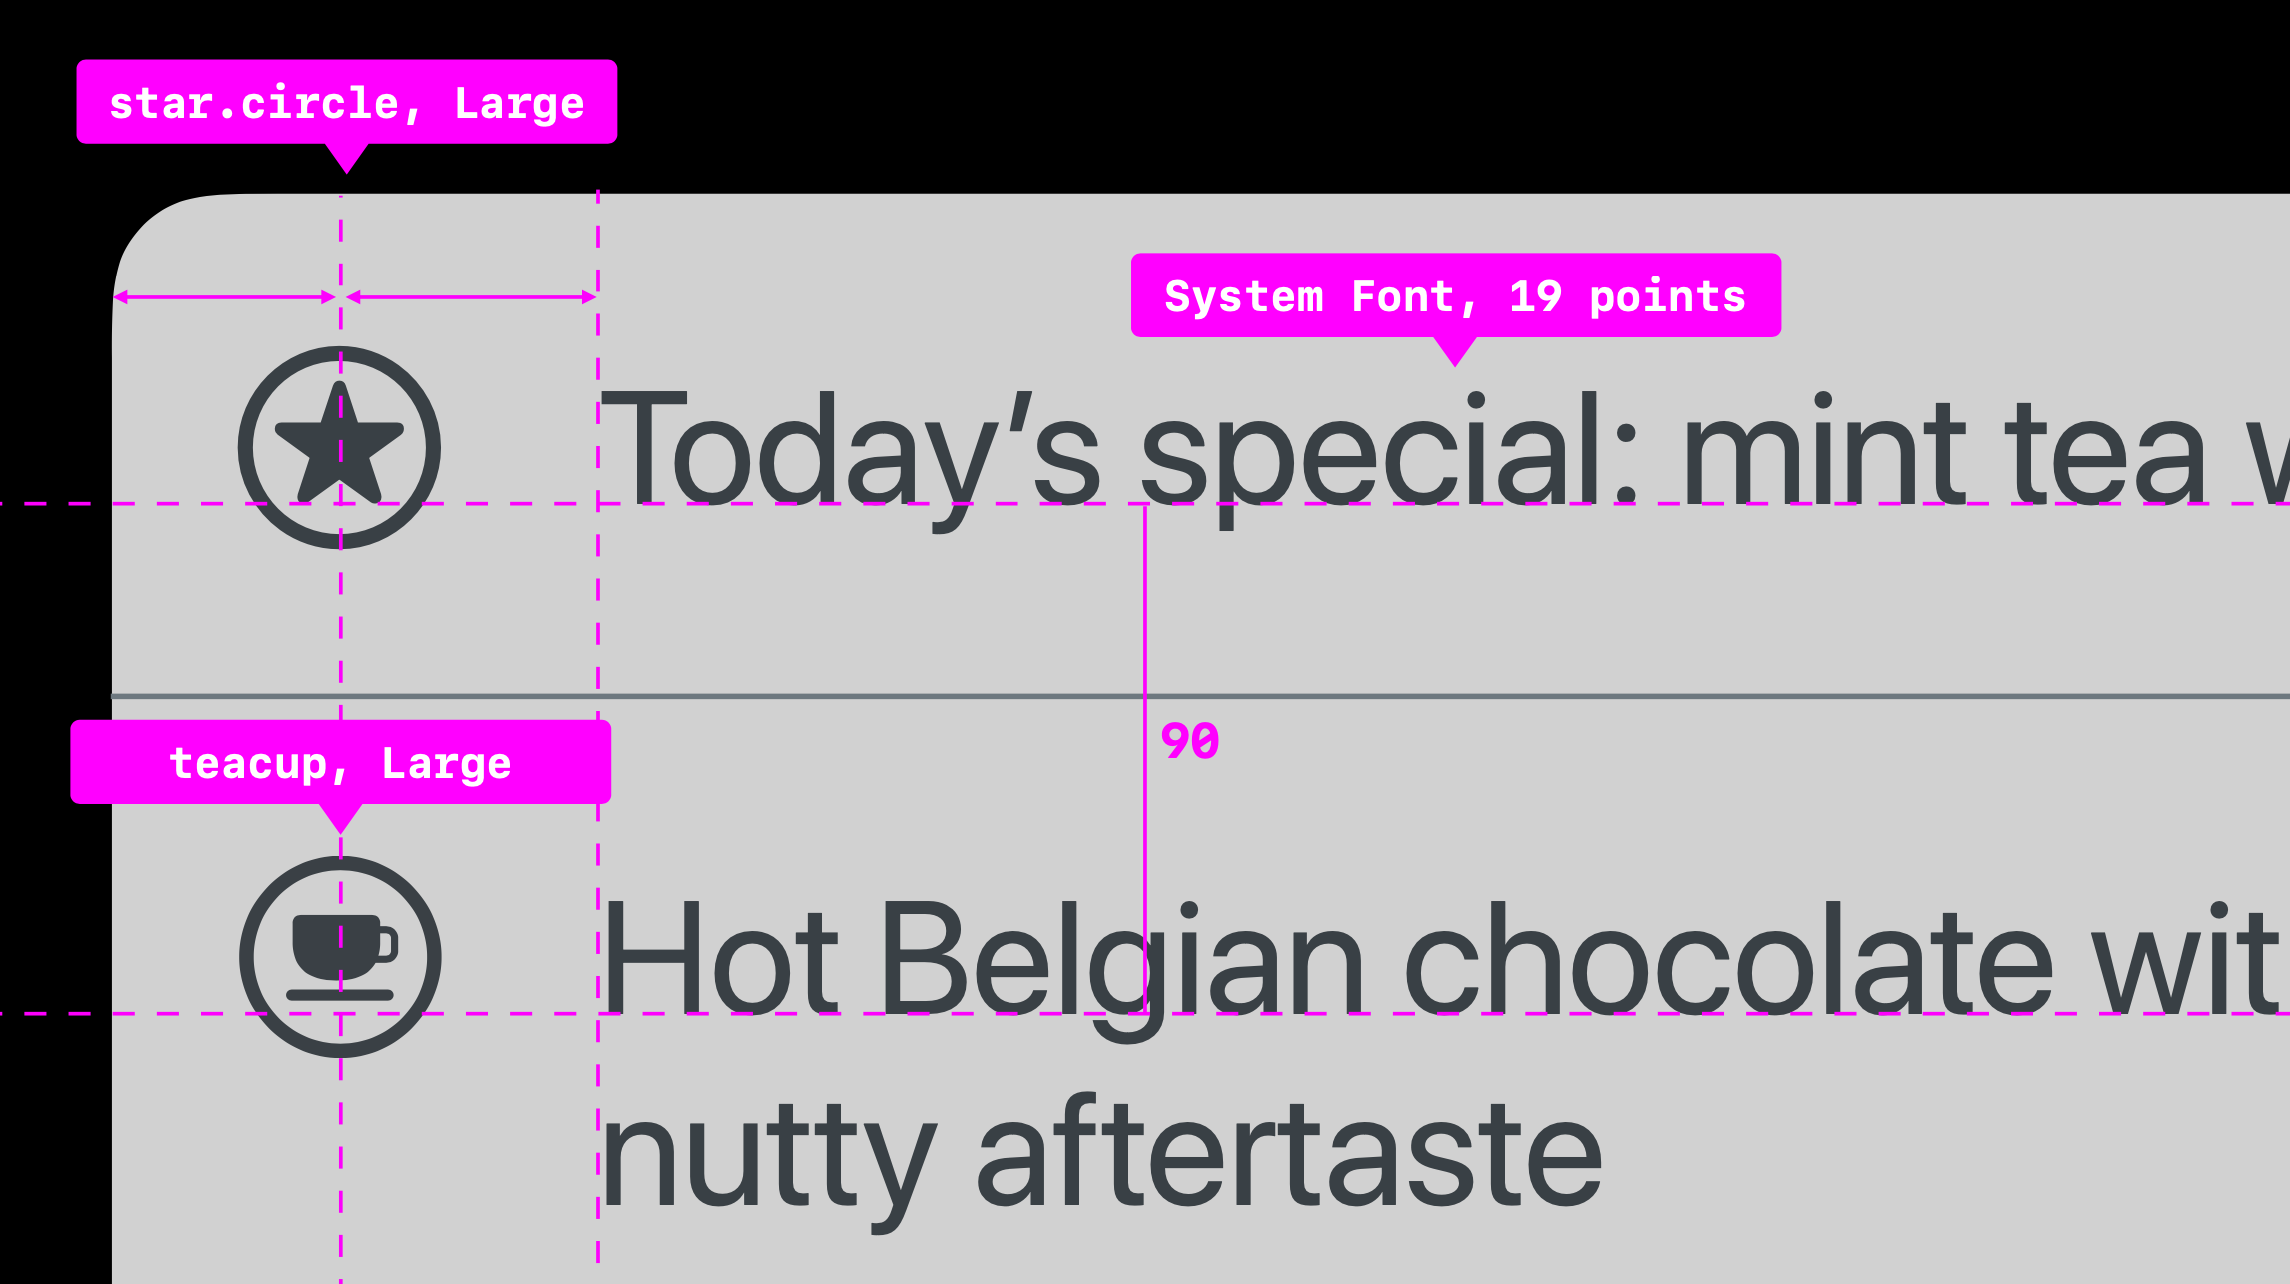 star.circle, Large
System Font, 19 points
Today’s special: mint tea
90
teacup, Large
Hot Belgian chocolate wit
nutty aftertaste